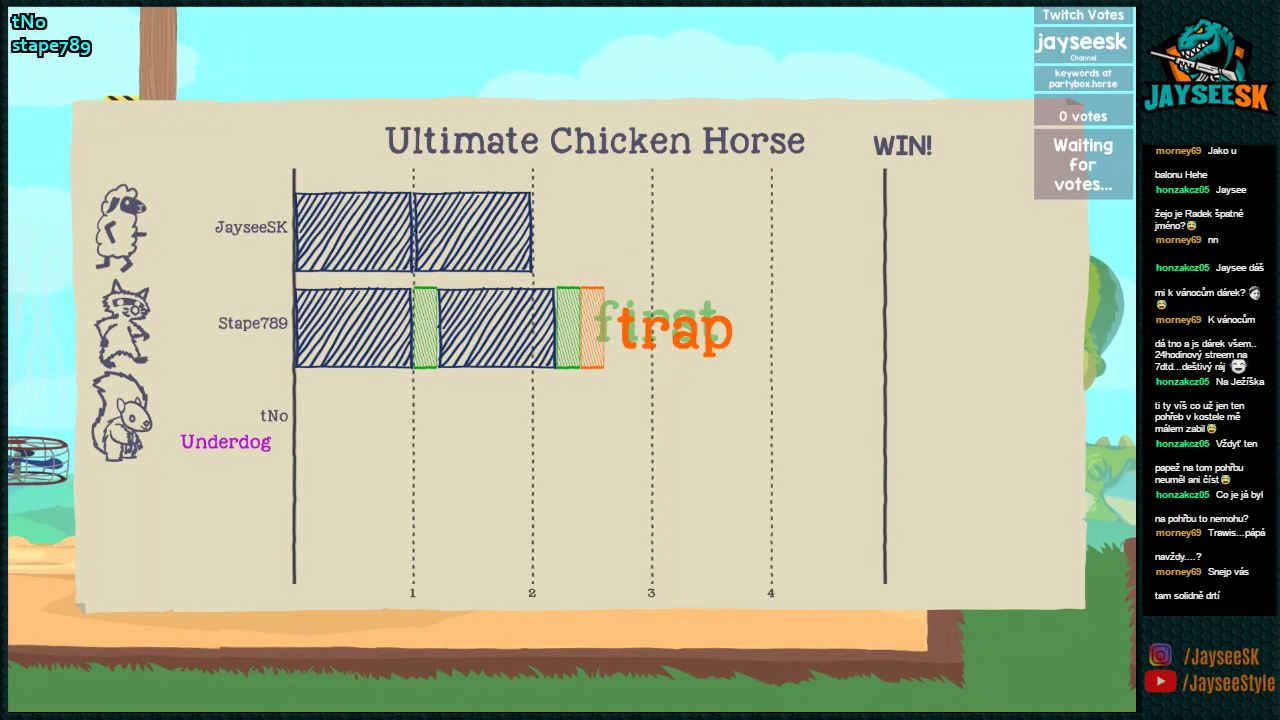 tNo
stape789
Twitch Votes
jayseesk
Channel
keywords at
partybox.horse
0 votes
Waiting
for
votes...
Ultimate Chicken Horse
WIN!
JayseeSK
Stape789
first
trap
tNo
Underdog
1
2
3
4
JAYSEESK
morney69 Jako u
balonu Hehe
honzakcz05 Jaysee
žejo je Radek špatné
jméno?
morney69 nn
honzakcz05 Jaysee dáš
mi k vánocům dárek?
morney69 K vánocům
dá tno a js dárek všem..
24hodinový streem na
7dtd...deštivý ráj
honzakcz05 Na Ježíška
ti ty víš co už jen ten
pohřeb v kostele mě
málem zabil
honzakcz05 Vždyť ten
papež na tom pohřbu
neuměl ani číst
honzakcz05 Co je já byl
na pohřbu to nemohu?
morney69 Trawis...pápá
navždy....?
morney69 Snejp vás
tam solidně drtí
/JayseeSK
/JayseeStyle